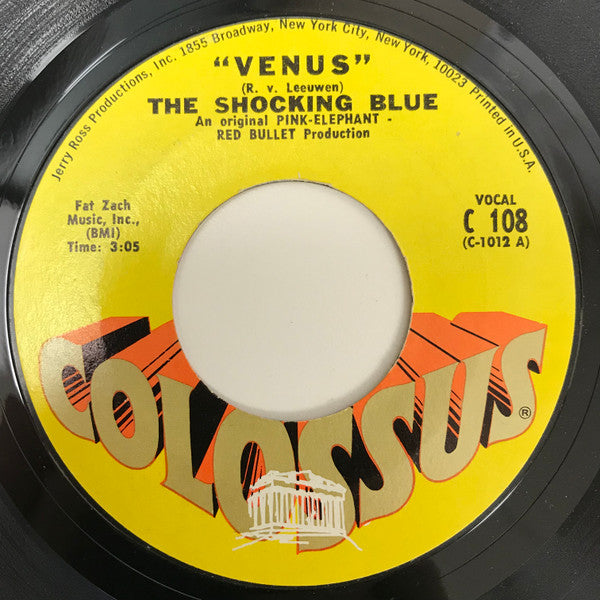 Jerry Ross Productions, Inc. 1855 Broadway, New York City, New York, 10023 Printed in U.S.A.
"VENUS"
(R. v. Leeuwen)
THE SHOCKING BLUE
An original PINK-ELEPHANT -
RED BULLET Production
Fat Zach
Music, Inc.,
(BMI)
Time: 3:05
VOCAL
C 108
(C-1012 A)
COLOSSUS®